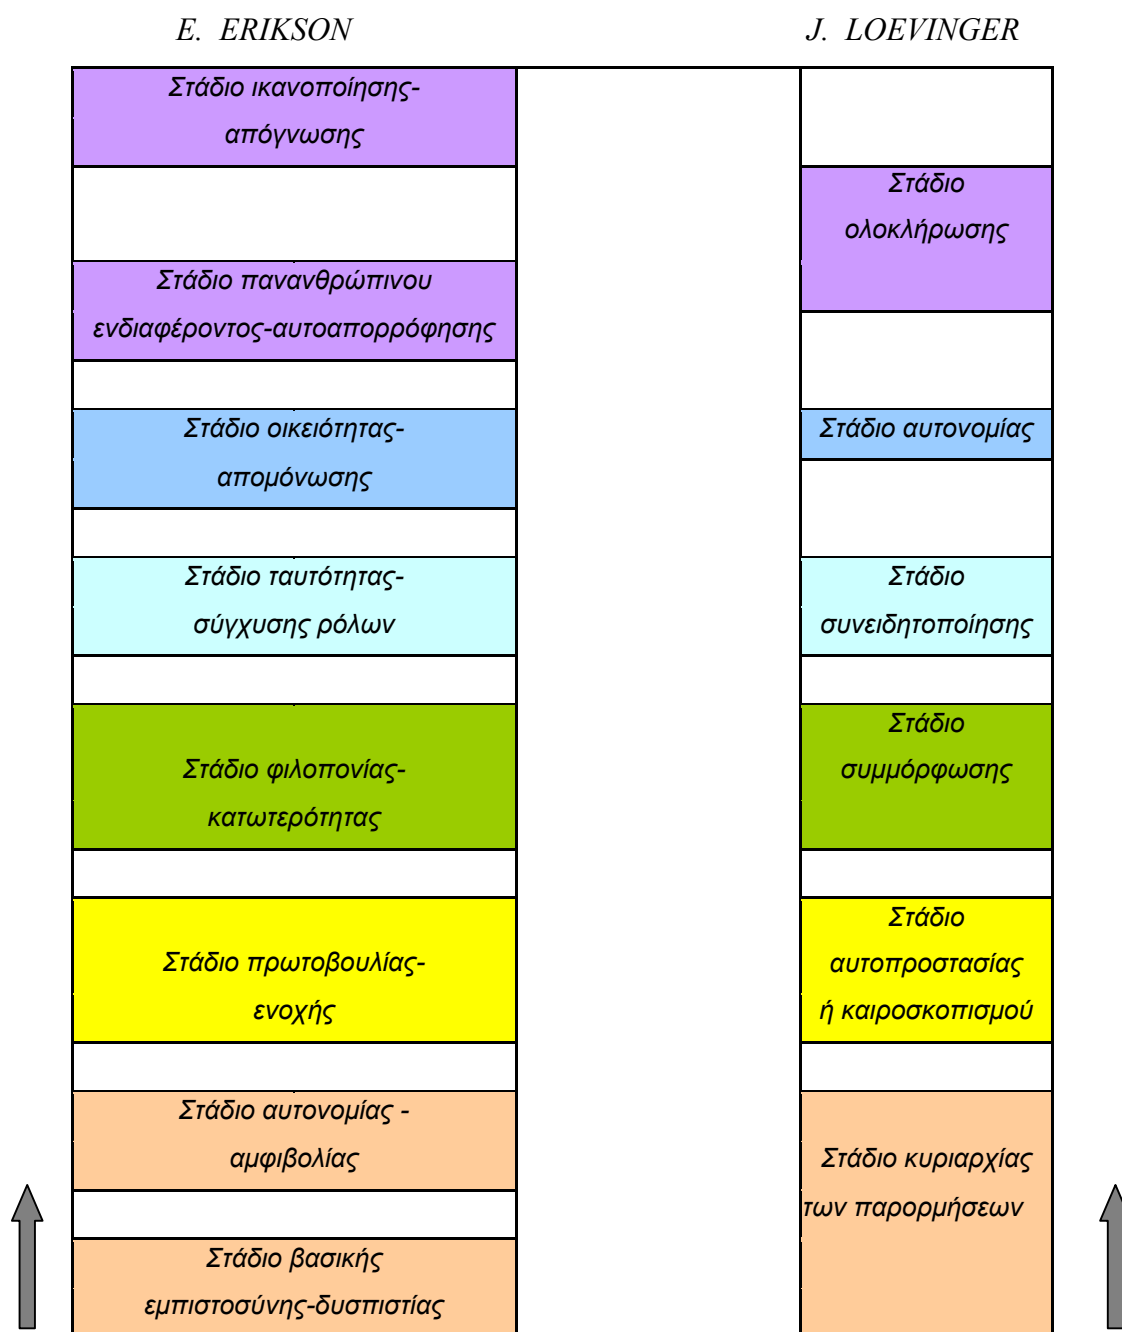 E. ERIKSON
J. LOEVINGER
Στάδιο ικανοποίησης-
απόγνωσης
Στάδιο
ολοκλήρωσης
Στάδιο πανανθρώπινου
ενδιαφέροντος-αυτοαπορρόφησης
Στάδιο οικειότητας-
απομόνωσης
Στάδιο αυτονομίας
Στάδιο ταυτότητας-
σύγχυσης ρόλων
Στάδιο
συνειδητοποίησης
Στάδιο φιλοπονίας-
κατωτερότητας
Στάδιο
συμμόρφωσης
Στάδιο πρωτοβουλίας-
ενοχής
Στάδιο
αυτοπροστασίας
ή καιροσκοπισμού
Στάδιο αυτονομίας -
αμφιβολίας
Στάδιο κυριαρχίας
των παρορμήσεων
Στάδιο βασικής
εμπιστοσύνης-δυσπιστίας